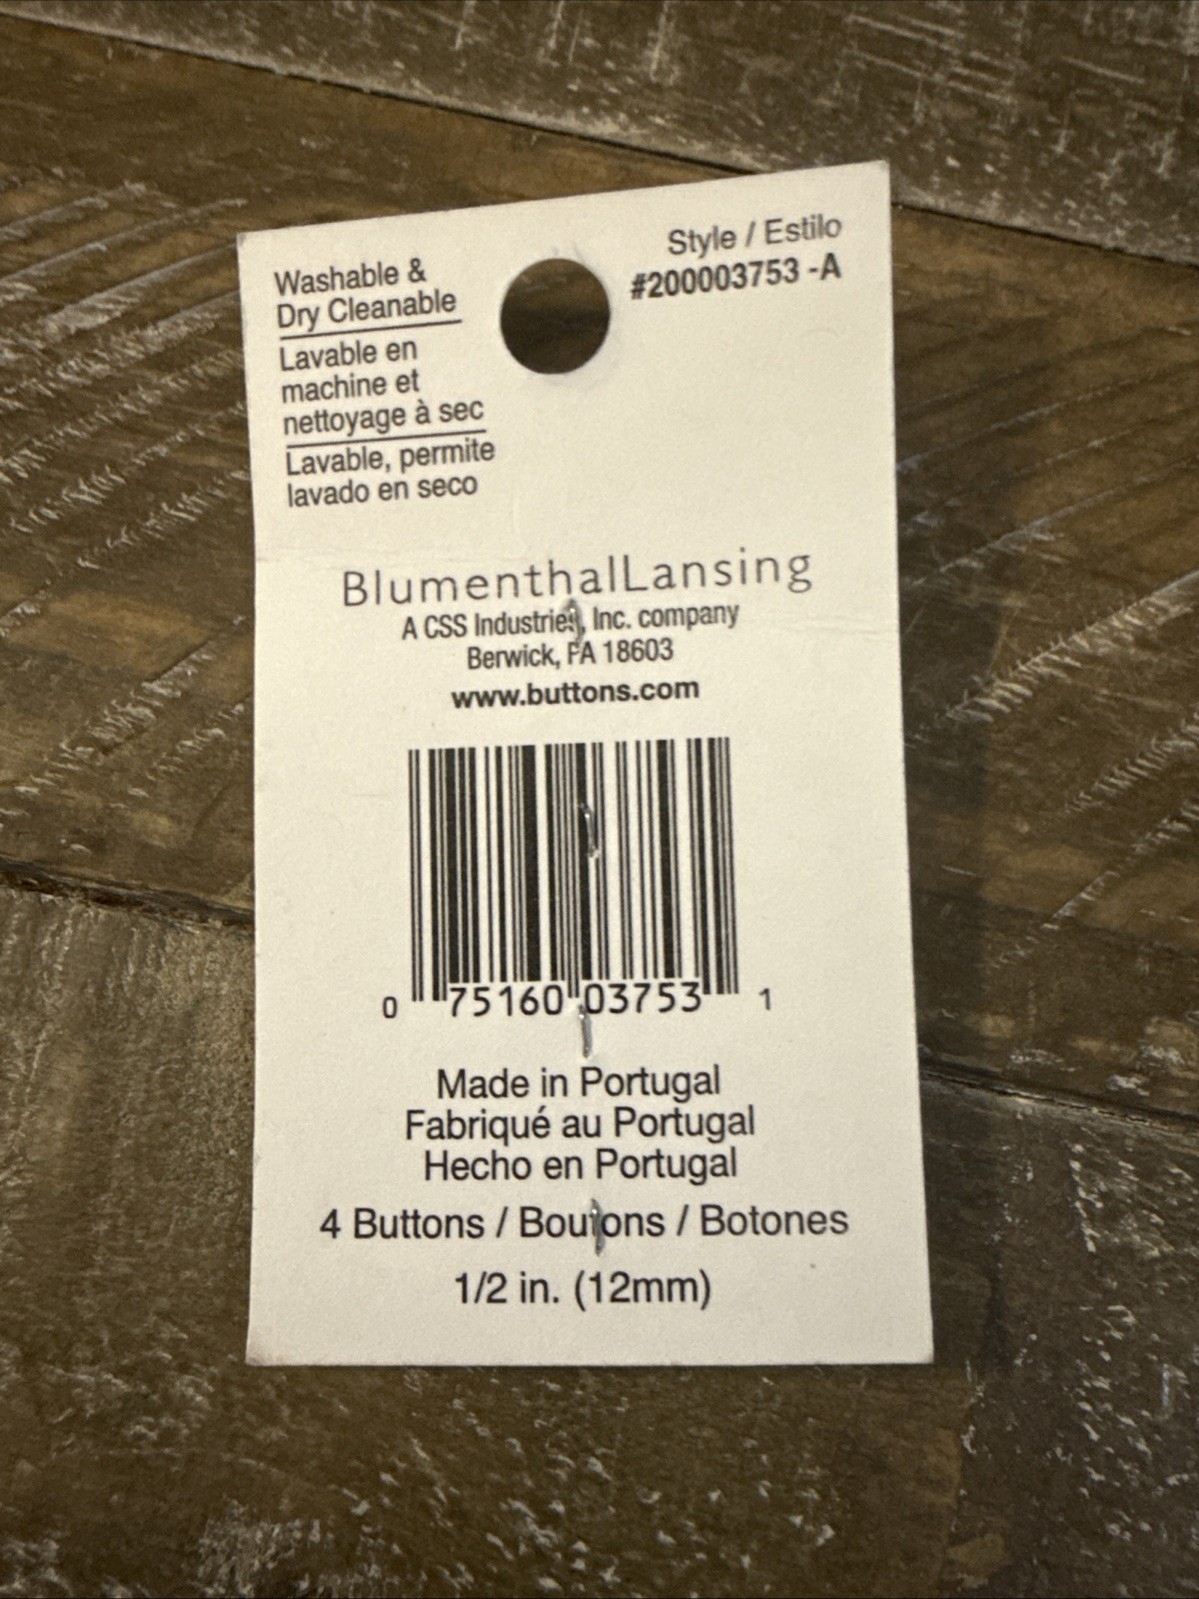 Washable &
Dry Cleanable
Lavable en
machine et
nettoyage à sec
Lavable, permite
lavado en seco
Style / Estilo
#200003753 -A
BlumenthalLansing
A CSS Industries, Inc. company
Berwick, PA 18603
www.buttons.com
0 75160 03753 1
Made in Portugal
Fabriqué au Portugal
Hecho en Portugal
4 Buttons / Boutons / Botones
1/2 in. (12mm)